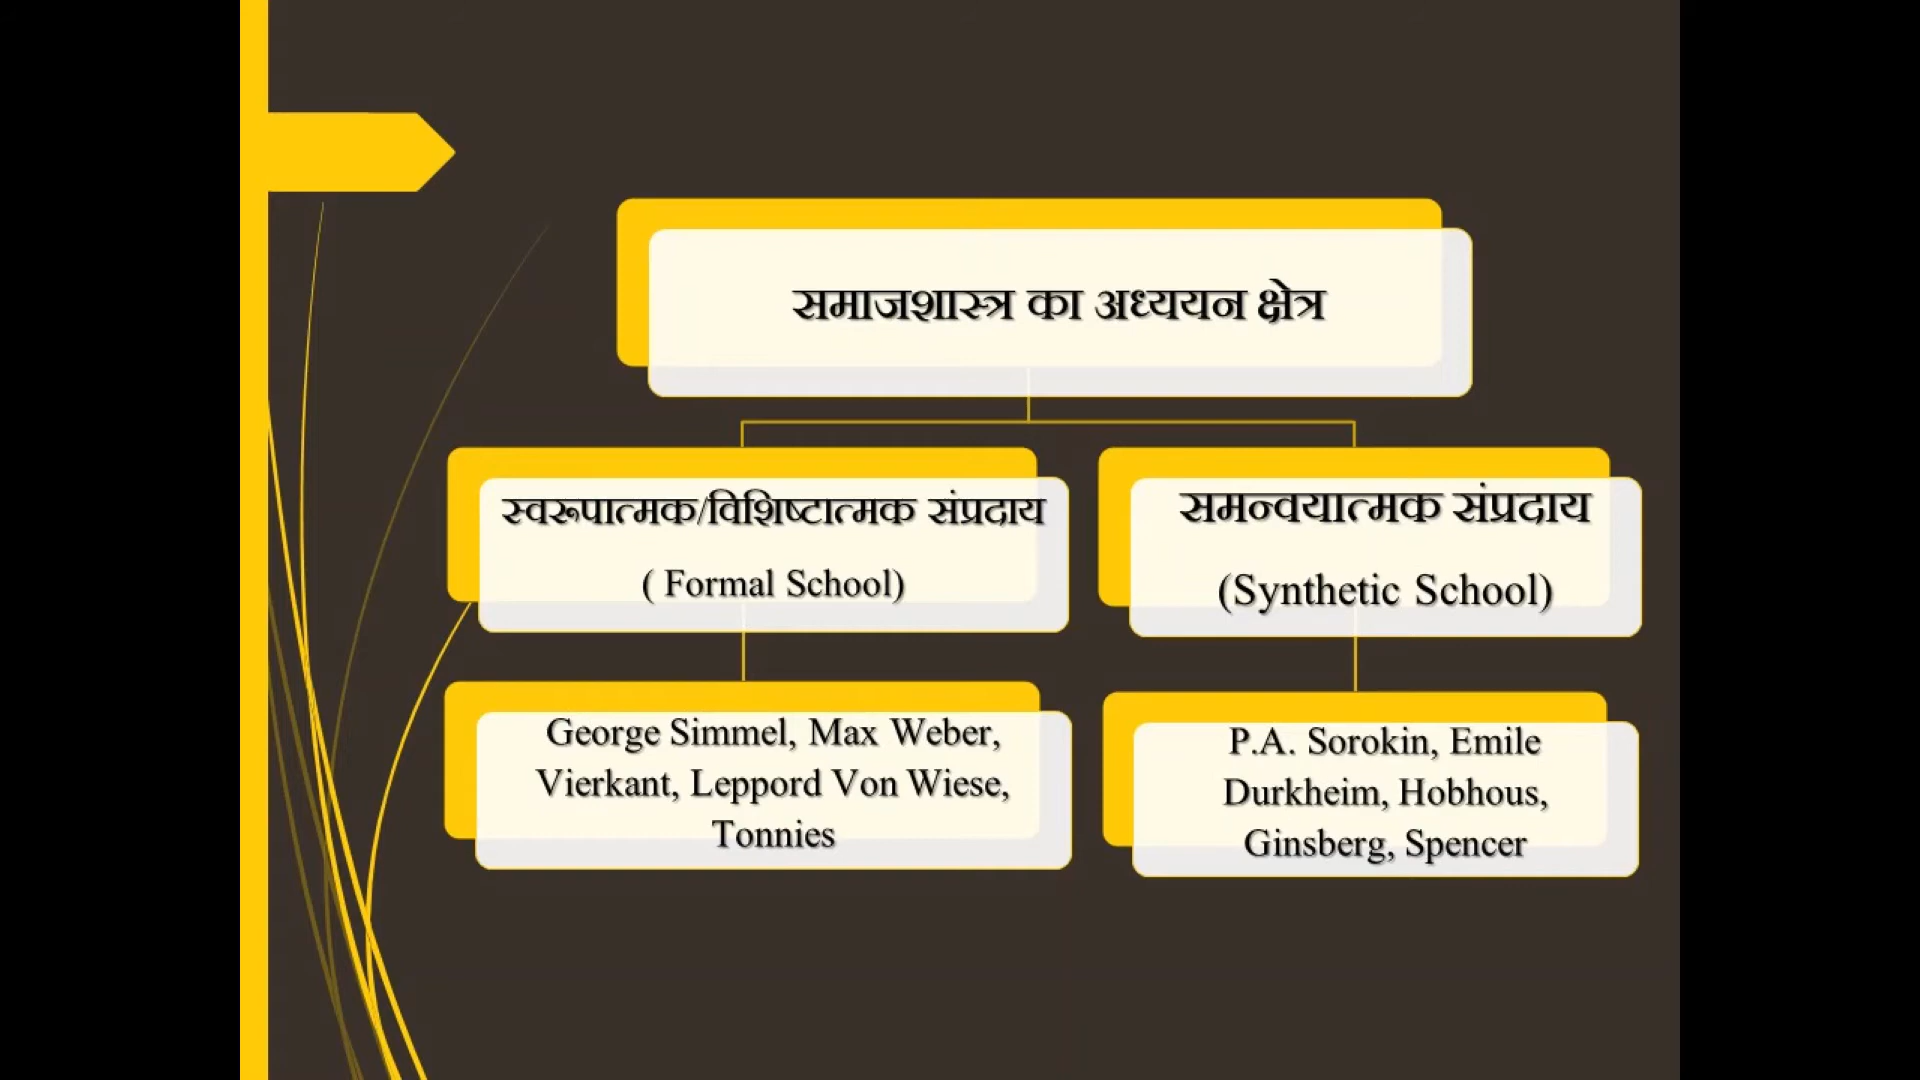 समाजशास्त्र का अध्ययन क्षेत्र
स्वरूपात्मक/विशिष्टात्मक संप्रदाय
( Formal School)
समन्वयात्मक संप्रदाय
(Synthetic School)
George Simmel, Max Weber,
Vierkant, Leppord Von Wiese,
Tonnies
P.A. Sorokin, Emile
Durkheim, Hobhous,
Ginsberg, Spencer